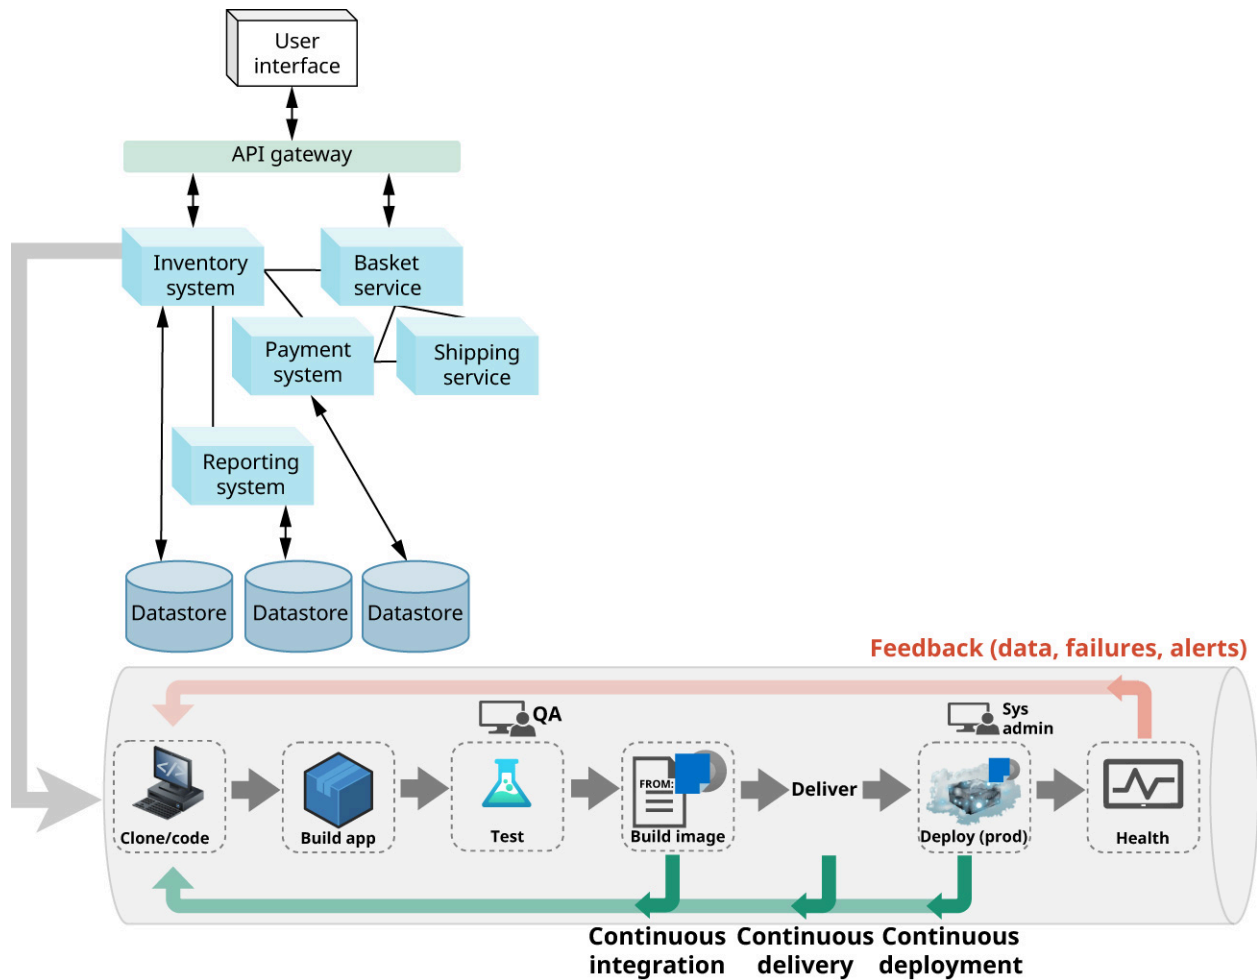 User
interface
API gateway
Inventory
system
Basket
service
Payment
system
Shipping
service
Reporting
system
Datastore
Datastore
Datastore
Feedback (data, failures, alerts)
QA
Sys
admin
</>
FROM:
Deliver
Clone/code
Build app
Test
Build image
Deploy (prod)
Health
Continuous
integration
Continuous
delivery
Continuous
deployment